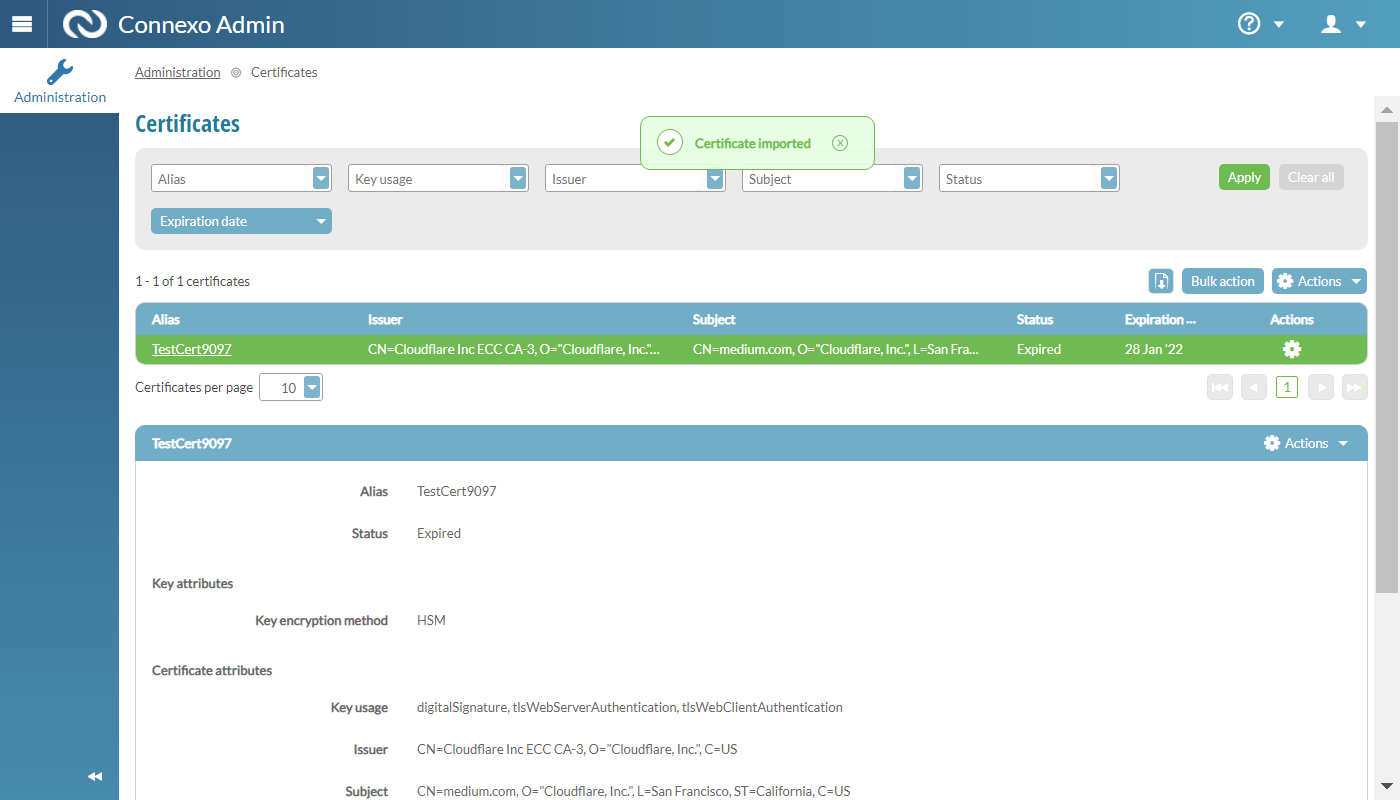 Connexo Admin
Administration
Administration Certificates
Certificates
Certificate imported
Alias Key usage Issuer Subject Status Apply Clear all
Expiration date
1 - 1 of 1 certificates Bulk action Actions
Alias Issuer Subject Status Expiration ... Actions
TestCert9097 CN=Cloudflare Inc ECC CA-3, O="Cloudflare, Inc."... CN=medium.com, O="Cloudflare, Inc.", L=San Fra... Expired 28 Jan '22
Certificates per page 10 1
TestCert9097 Actions
Alias TestCert9097
Status Expired
Key attributes
Key encryption method HSM
Certificate attributes
Key usage digitalSignature, tlsWebServerAuthentication, tlsWebClientAuthentication
Issuer CN=Cloudflare Inc ECC CA-3, O="Cloudflare, Inc.", C=US
Subject CN=medium.com, O="Cloudflare, Inc.", L=San Francisco, ST=California, C=US